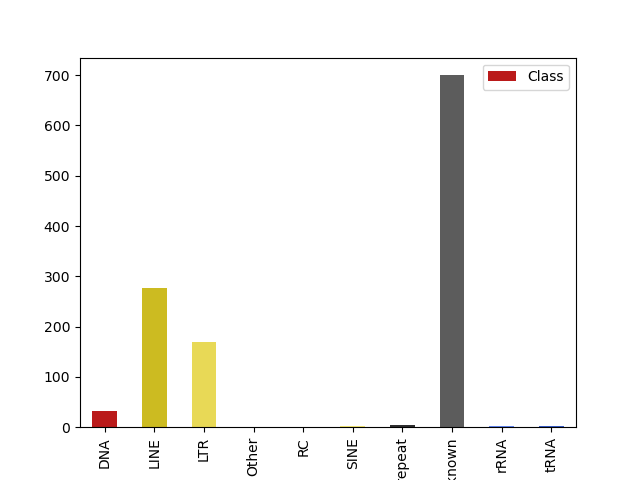 Class
700
600
500
400
300
200
100
0
DNA
LINE
LTR
Other
RC
SINE
repeat
known
rRNA
tRNA